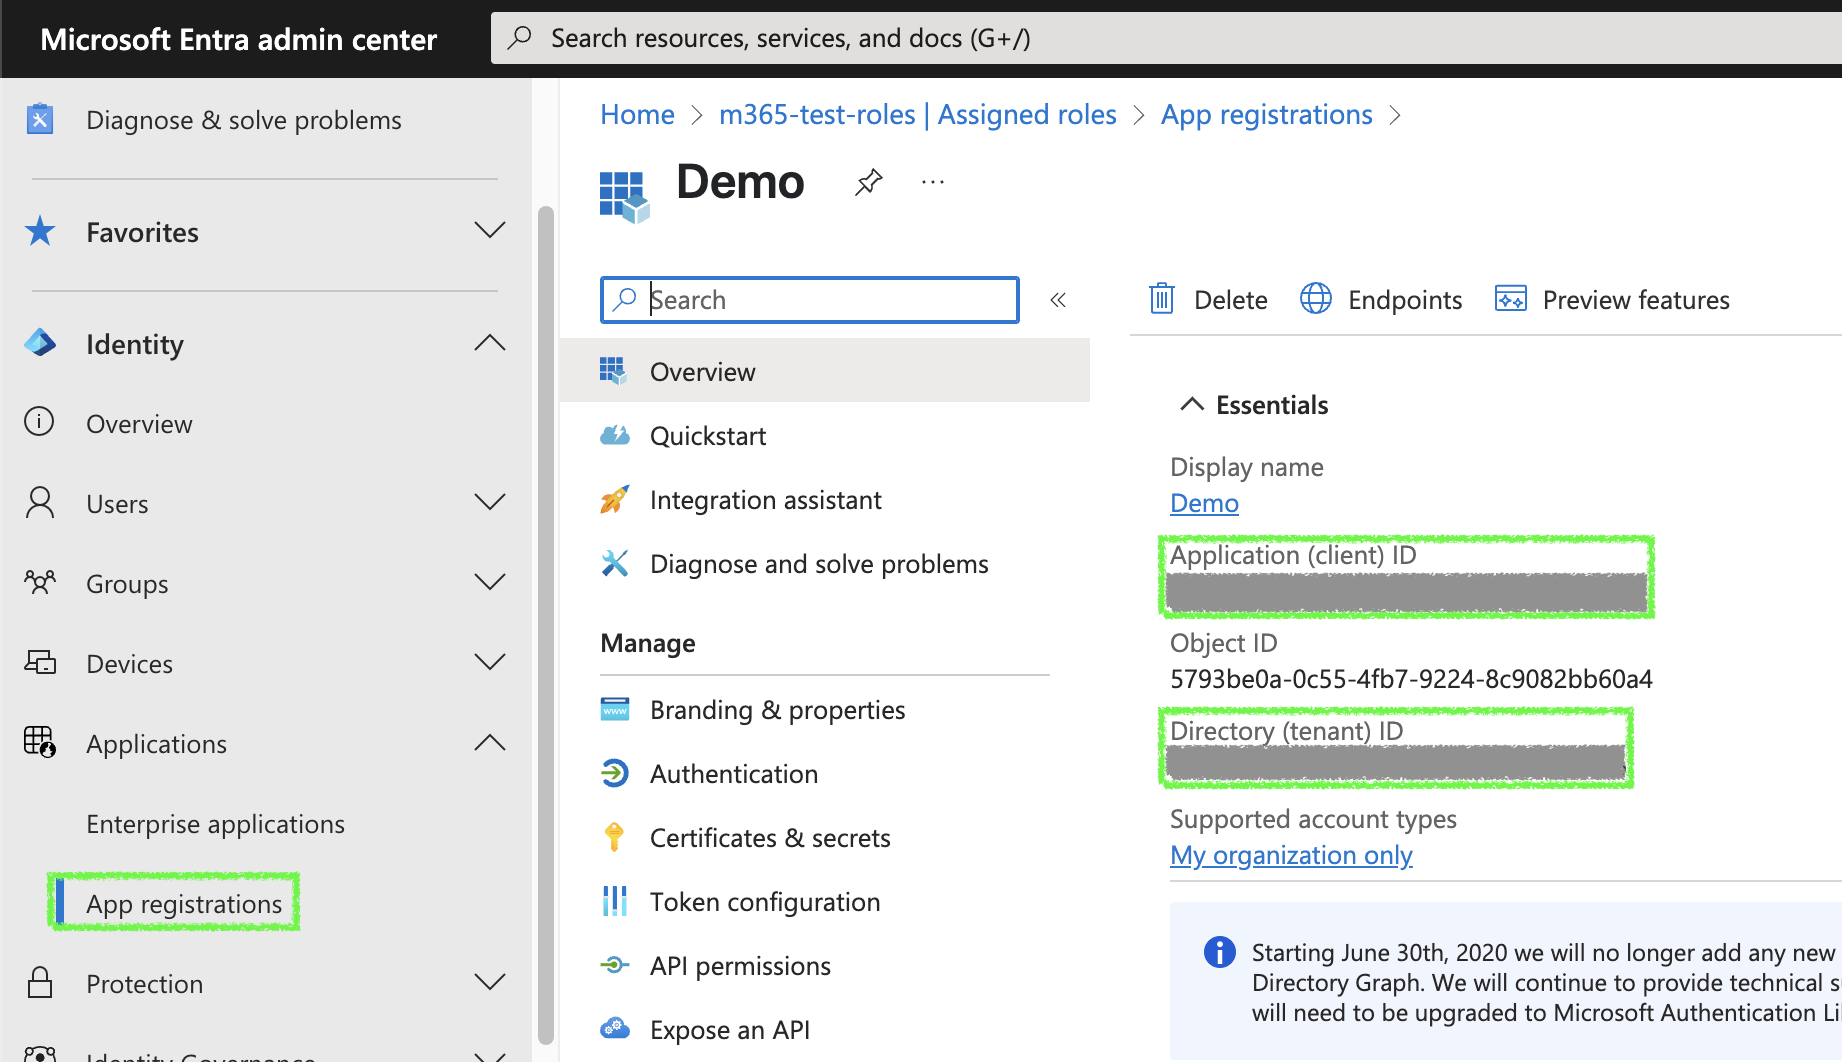 Microsoft Entra admin center
Search resources, services, and docs (G+/)
Diagnose & solve problems
Favorites
Identity
Overview
Users
Groups
Devices
Applications
Enterprise applications
App registrations
Protection
Identity Governance
Home > m365-test-roles | Assigned roles > App registrations >
Demo
Search
Overview
Quickstart
Integration assistant
Diagnose and solve problems
Manage
Branding & properties
Authentication
Certificates & secrets
Token configuration
API permissions
Expose an API
Delete
Endpoints
Preview features
Essentials
Display name
Demo
Application (client) ID
Object ID
5793be0a-0c55-4fb7-9224-8c9082bb60a4
Directory (tenant) ID
Supported account types
My organization only
Starting June 30th, 2020 we will no longer add any new
Directory Graph. We will continue to provide technical s
will need to be upgraded to Microsoft Authentication Li